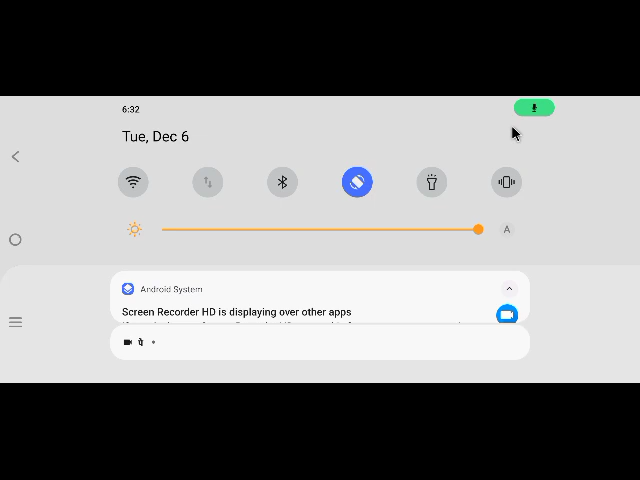 6:32
Tue, Dec 6
A
Android System
Screen Recorder HD is displaying over other apps